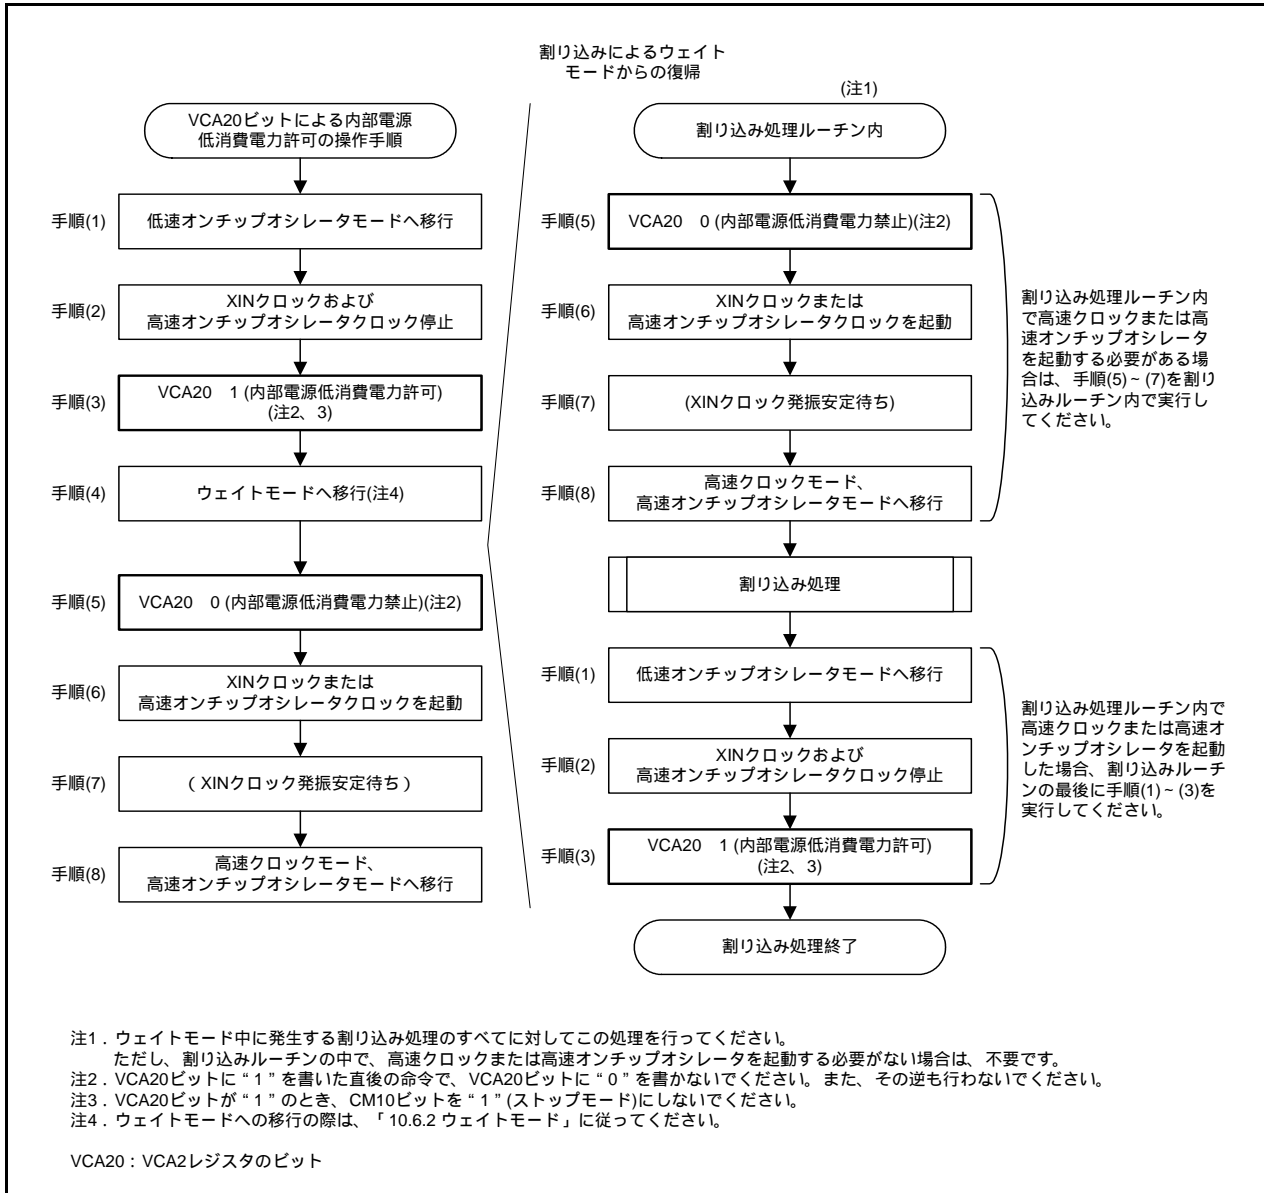 VCA20ビットによる内部電源
低消費電力許可の操作手順
手順(1)
低速オンチップオシレータモードへ移行
手順(2)
XINクロックおよび
高速オンチップオシレータクロック停止
手順(3)
VCA20　1 (内部電源低消費電力許可)
(注2、3)
手順(4)
ウェイトモードへ移行(注4)
手順(5)
VCA20　0 (内部電源低消費電力禁止)(注2)
手順(6)
XINクロックまたは
高速オンチップオシレータクロックを起動
手順(7)
( XINクロック発振安定待ち )
手順(8)
高速クロックモード、
高速オンチップオシレータモードへ移行
割り込みによるウェイト
モードからの復帰
(注1)
割り込み処理ルーチン内
手順(5)
VCA20　0 (内部電源低消費電力禁止)(注2)
手順(6)
XINクロックまたは
高速オンチップオシレータクロックを起動
手順(7)
(XINクロック発振安定待ち)
手順(8)
高速クロックモード、
高速オンチップオシレータモードへ移行
割り込み処理ルーチン内
で高速クロックまたは高
速オンチップオシレータ
を起動する必要がある場
合は、手順(5)~(7)を割り
込みルーチン内で実行し
てください。
割り込み処理
手順(1)
低速オンチップオシレータモードへ移行
手順(2)
XINクロックおよび
高速オンチップオシレータクロック停止
手順(3)
VCA20　1 (内部電源低消費電力許可)
(注2、3)
割り込み処理ルーチン内で
高速クロックまたは高速オ
ンチップオシレータを起動
した場合、割り込みルーチ
ンの最後に手順(1)~(3)を
実行してください。
割り込み処理終了
注1．ウェイトモード中に発生する割り込み処理のすべてに対してこの処理を行ってください。
ただし、割り込みルーチンの中で、高速クロックまたは高速オンチップオシレータを起動する必要がない場合は、不要です。
注2．VCA20ビットに“1”を書いた直後の命令で、VCA20ビットに“0”を書かないでください。また、その逆も行わないでください。
注3．VCA20ビットが“1”のとき、CM10ビットを“1”(ストップモード)にしないでください。
注4．ウェイトモードへの移行の際は、「10.6.2 ウェイトモード」に従ってください。
VCA20：VCA2レジスタのビット